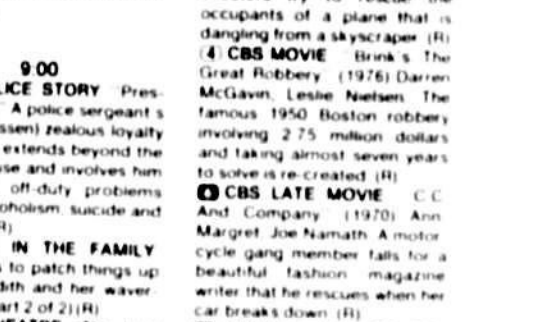 9:00
ICE STORY Pres-
A police sergeant s
ssen) zealous loyalty
extends beyond the
se and involves him
off-duty problems
oholism, suicide and
R)
IN THE FAMILY
s to patch things up
dith and her waver-
art 2 of 2) (R)
occupants of a plane that is
dangling from a skyscraper (R)
4 CBS MOVIE Brink s The
Great Robbery (1976) Darren
McGavin, Leslie Nielsen The
famous 1950 Boston robbery
involving 2 75 million dollars
and taking almost seven years
to solve is re-created (R)
CBS LATE MOVIE C C
And Company (1970) Ann
Margret, Joe Namath A motor
cycle gang member falls for a
beautiful fashion magazine
writer that he rescues when her
car breaks down (R)